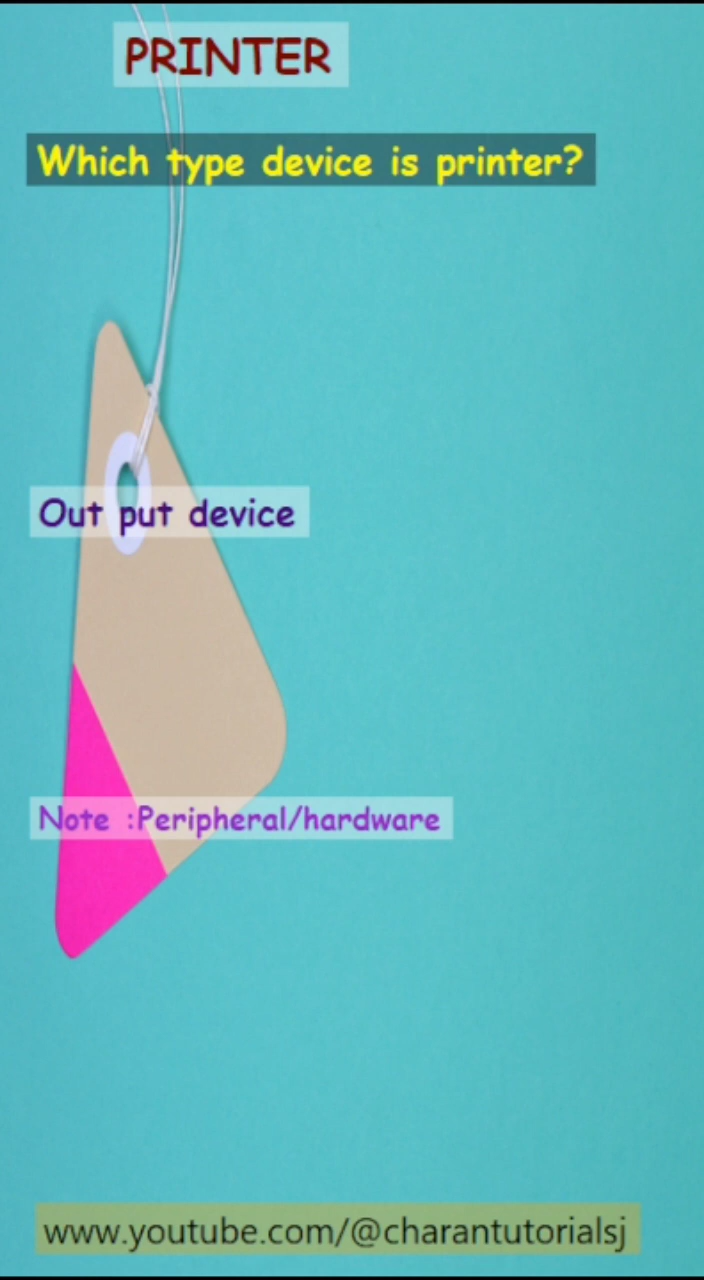 PRINTER
Which type device is printer?
Out put device
Note :Peripheral/hardware
www.youtube.com/@charantutorialsj